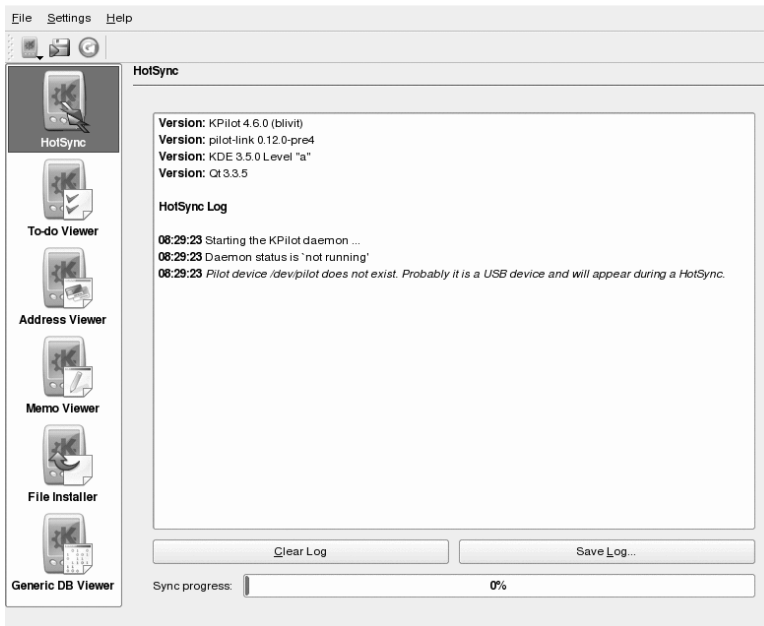 File Settings Help
HotSync
HotSync
To-do Viewer
Address Viewer
Memo Viewer
File Installer
Generic DB Viewer
Version: KPilot 4.6.0 (blivit)
Version: pilot-link 0.12.0-pre4
Version: KDE 3.5.0 Level "a"
Version: Qt 3.3.5
HotSync Log
08:29:23 Starting the KPilot daemon ...
08:29:23 Daemon status is `not running'
08:29:23 Pilot device /dev/pilot does not exist. Probably it is a USB device and will appear during a HotSync.
Clear Log Save Log...
Sync progress: 0%